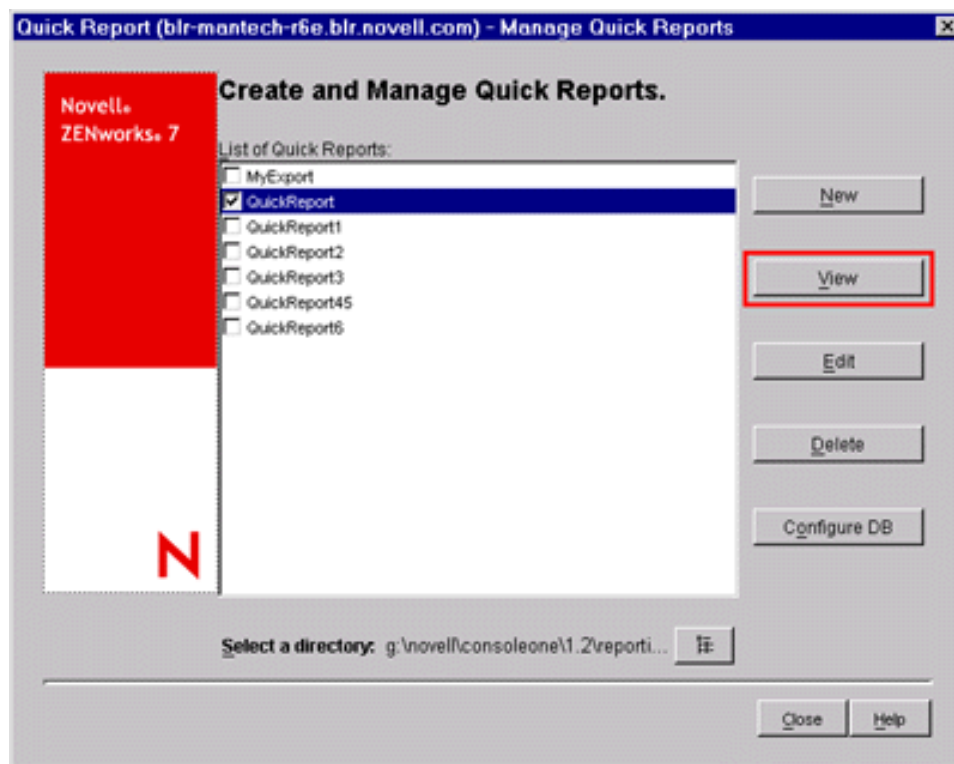 Quick Report (blr-mantech-r6e.blr.novell.com) - Manage Quick Reports
Novell®
ZENworks® 7
Create and Manage Quick Reports.
List of Quick Reports:
MyExport
QuickReport
QuickReport1
QuickReport2
QuickReport3
QuickReport45
QuickReport6
New
View
Edit
Delete
Configure DB
N
Select a directory: g:\novell\consoleone\1.2\reporti...
Close
Help